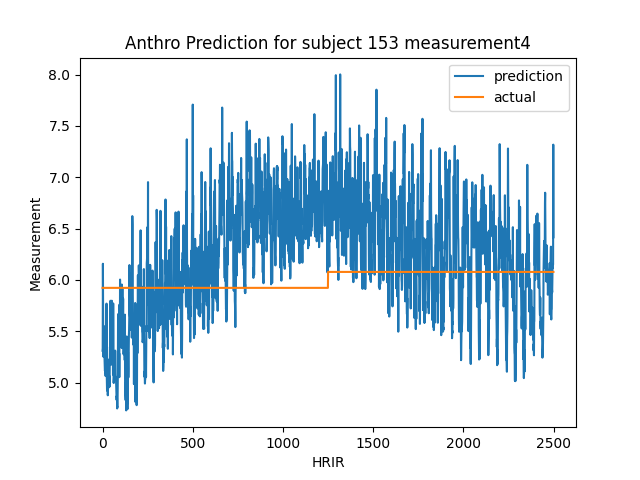 Anthro Prediction for subject 153 measurement4
prediction
actual
Measurement
8.0
7.5
7.0
6.5
6.0
5.5
5.0
0
500
1000
1500
2000
2500
HRIR